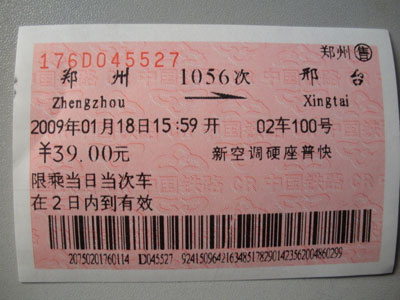 176D045527 郑州 售
郑州 1056次 邢台
Zhengzhou Xingtai
2009年01月18日15:59开 02车100号
¥39.00元 新空调硬座普快
限乘当日当次车
在2日内到有效
20750201760114 D045527 92415096421634851782901423562004860299